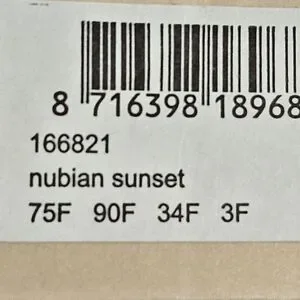 8 716398 18968
166821
nubian sunset
75F 90F 34F 3F